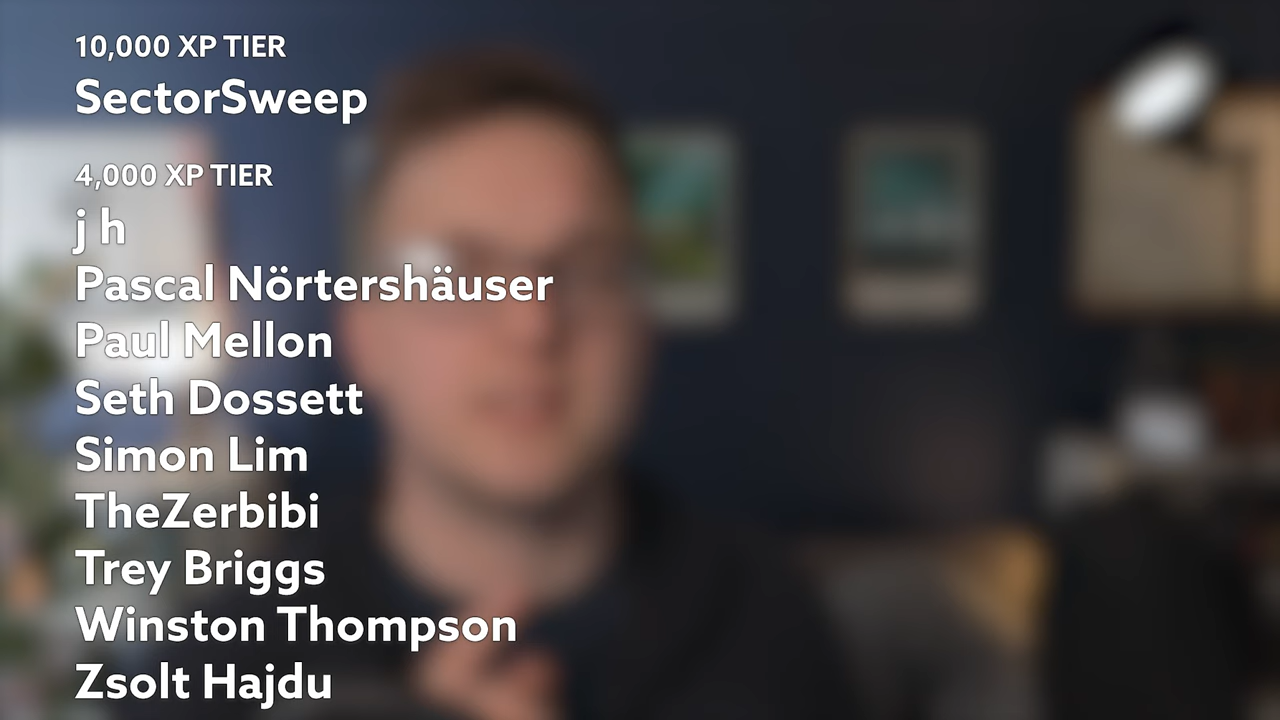 10,000 XP TIER
SectorSweep
4,000 XP TIER
j h
Pascal Nörtershäuser
Paul Mellon
Seth Dossett
Simon Lim
TheZerbibi
Trey Briggs
Winston Thompson
Zsolt Hajdu